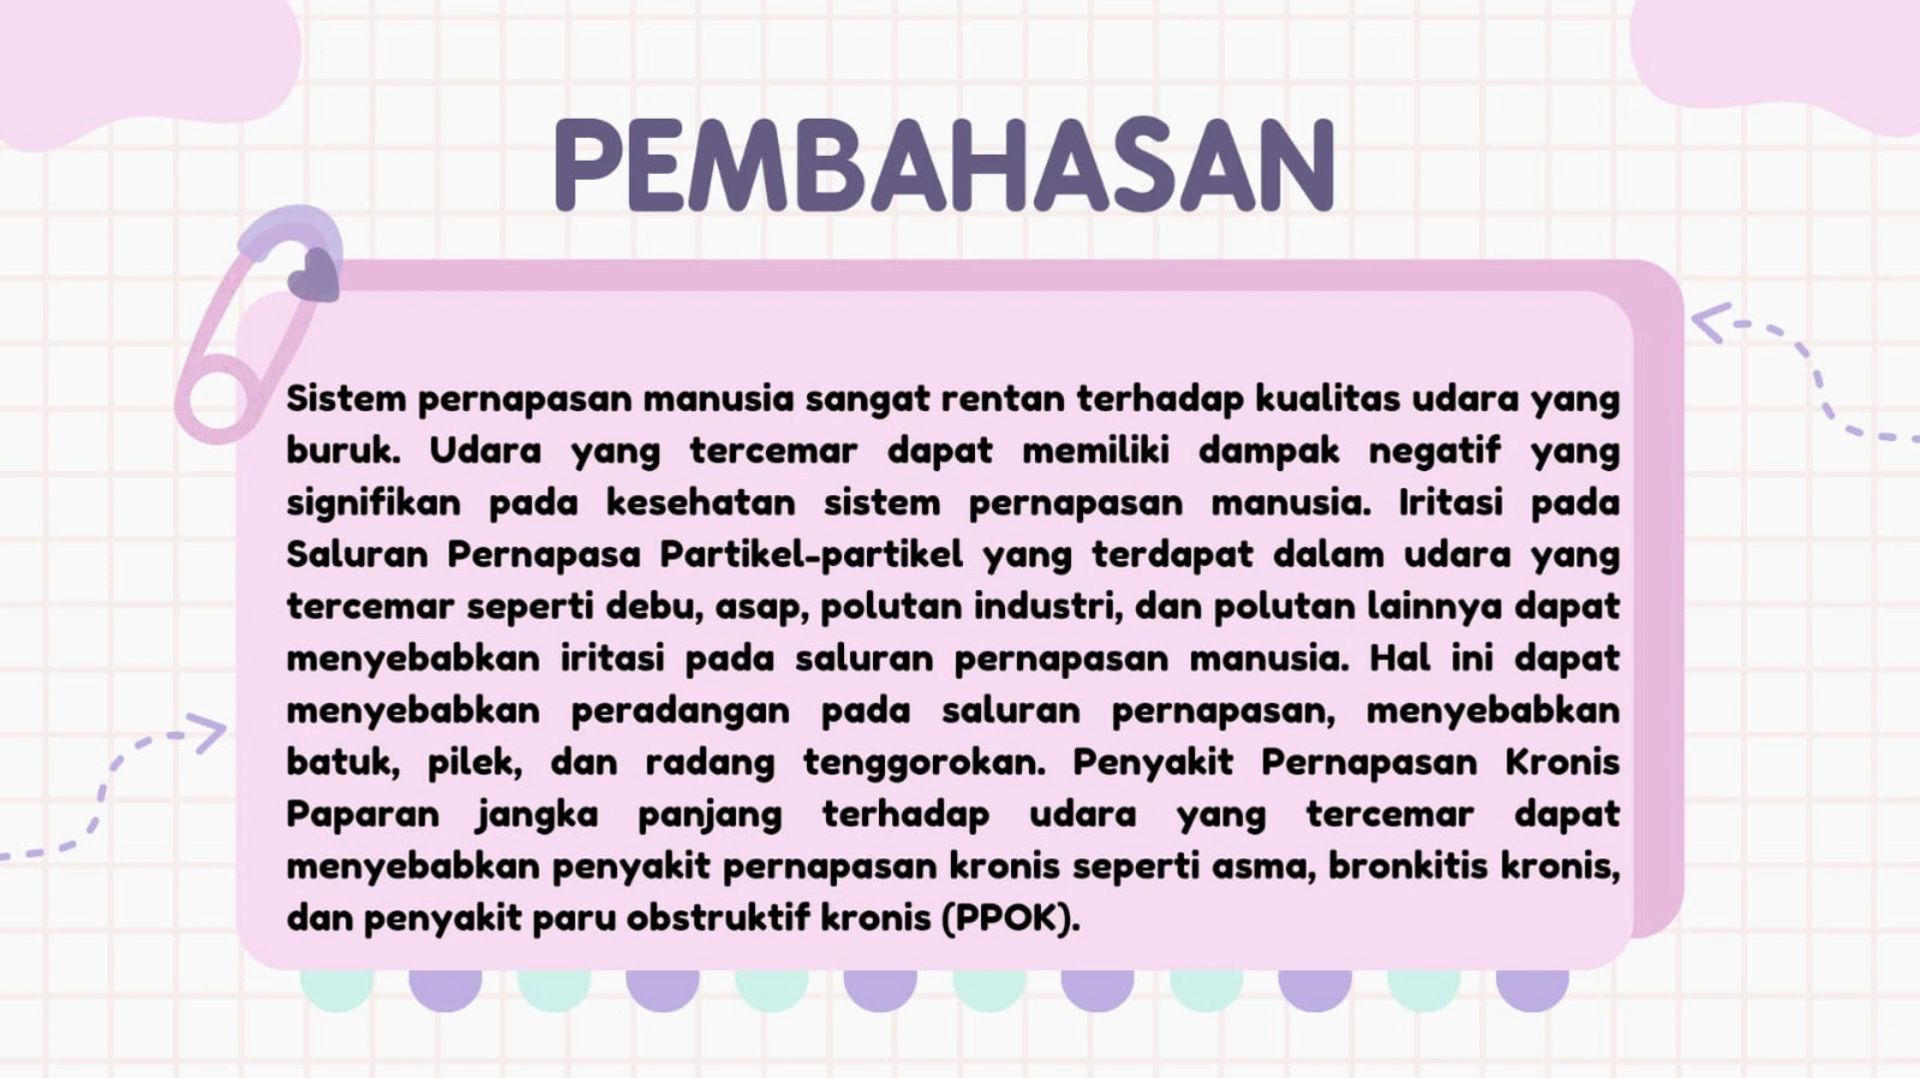 PEMBAHASAN
Sistem pernapasan manusia sangat rentan terhadap kualitas udara yang
buruk. Udara yang tercemar dapat memiliki dampak negatif yang
signifikan pada kesehatan sistem pernapasan manusia. Iritasi pada
Saluran Pernapasa Partikel-partikel yang terdapat dalam udara yang
tercemar seperti debu, asap, polutan industri, dan polutan lainnya dapat
menyebabkan iritasi pada saluran pernapasan manusia. Hal ini dapat
menyebabkan peradangan pada saluran pernapasan, menyebabkan
batuk, pilek, dan radang tenggorokan. Penyakit Pernapasan Kronis
Paparan jangka panjang terhadap udara yang tercemar dapat
menyebabkan penyakit pernapasan kronis seperti asma, bronkitis kronis,
dan penyakit paru obstruktif kronis (PPOK).